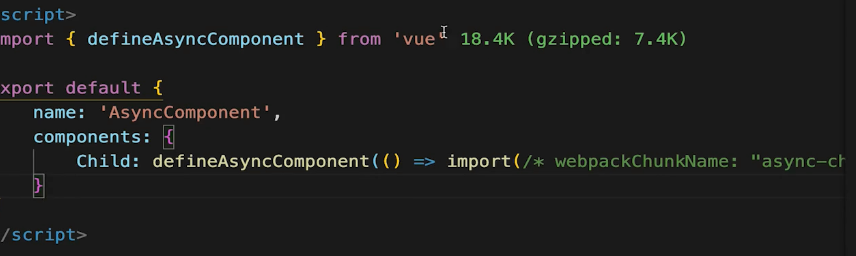 script>
mport { defineAsyncComponent } from 'vue' 18.4K (gzipped: 7.4K)
xport default {
name: 'AsyncComponent',
components: {
Child: defineAsyncComponent(() => import(/* webpackChunkName: "async-ch
}
/script>